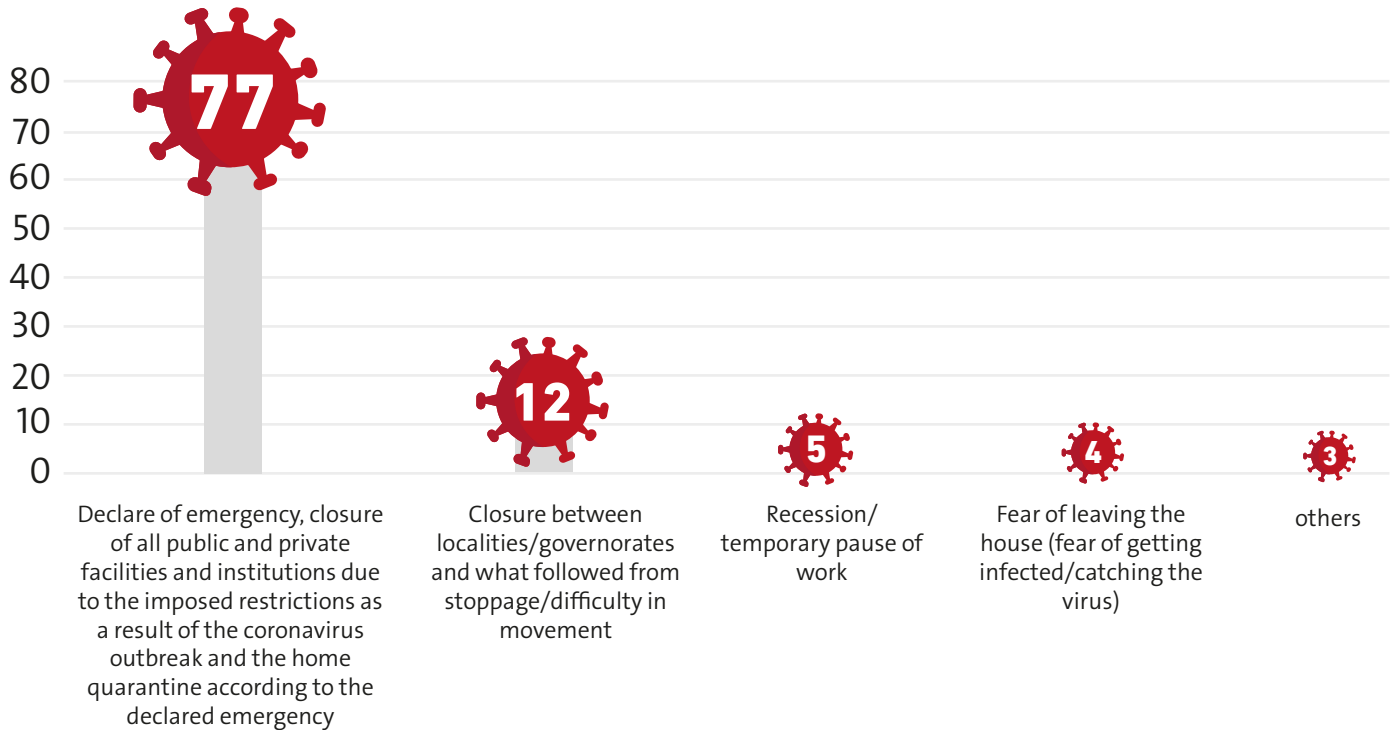 80
70
60
50
40
30
20
10
0
77
12
5
4
3
Declare of emergency, closure
of all public and private
facilities and institutions due
to the imposed restrictions as
a result of the coronavirus
outbreak and the home
quarantine according to the
declared emergency
Closure between
localities/governorates
and what followed from
stoppage/difficulty in
movement
Recession/
temporary pause of
work
Fear of leaving the
house (fear of getting
infected/catching the
virus)
others